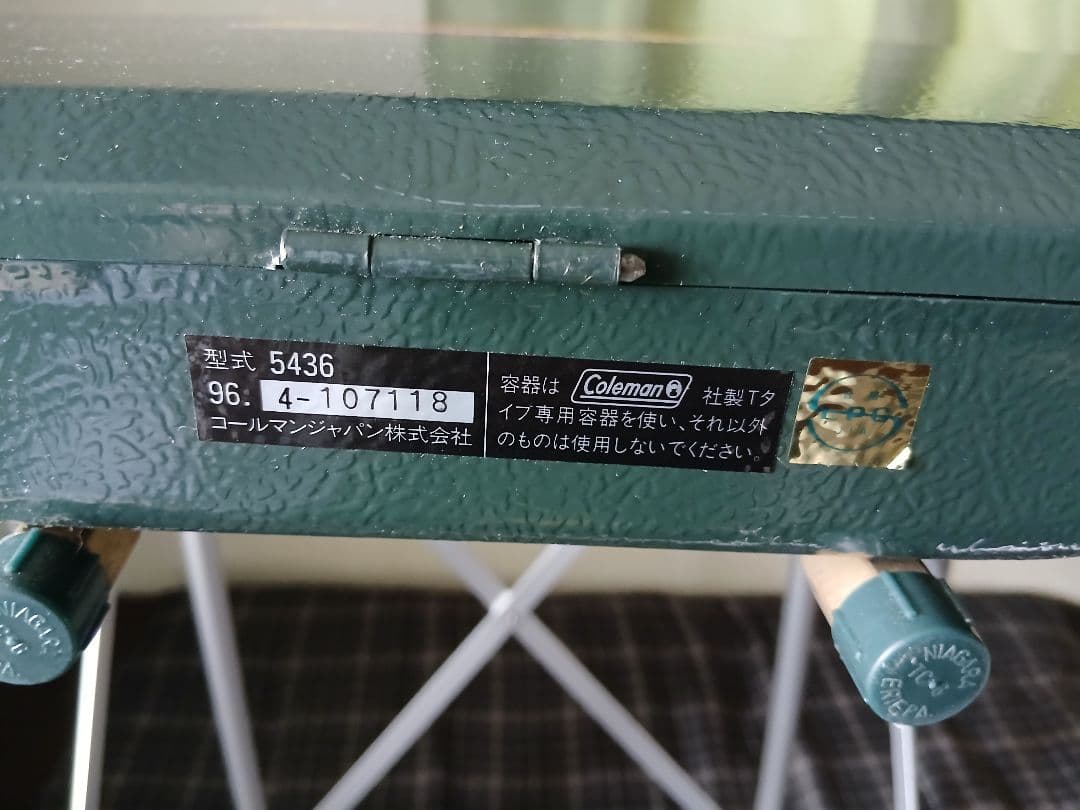 型式 5436
96. 4-107118
コールマンジャパン株式会社
容器は Coleman 社製Tタ
イプ専用容器を使い、それ以外
のものは使用しないでください。
NIAGARA